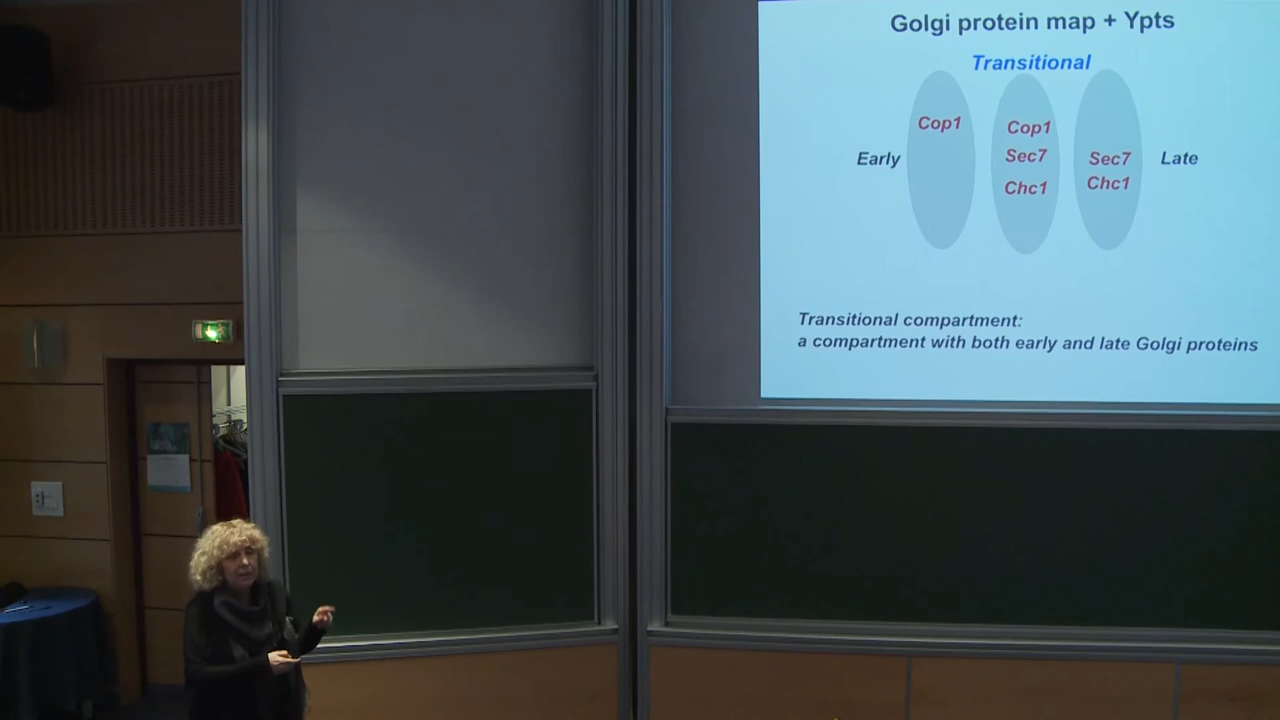 Golgi protein map + Ypts
Transitional
Cop1
Cop1
Sec7
Chc1
Sec7
Chc1
Early
Late
Transitional compartment:
a compartment with both early and late Golgi proteins